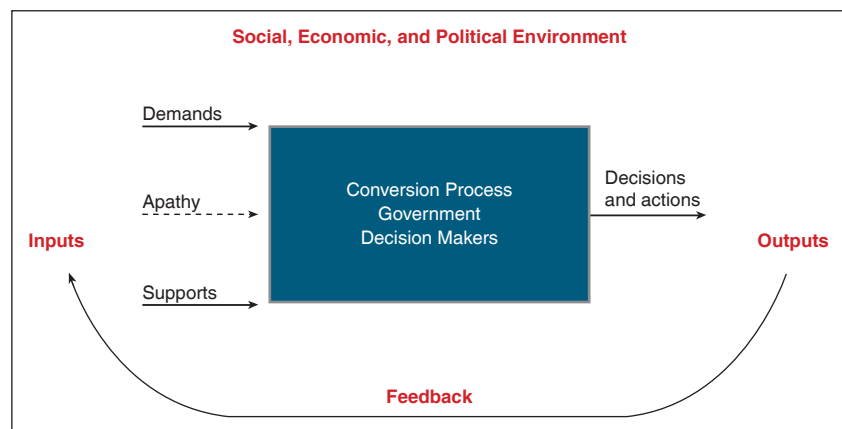 Social, Economic, and Political Environment
Demands
Apathy
Supports
Inputs
Conversion Process
Government
Decision Makers
Decisions
and actions
Outputs
Feedback